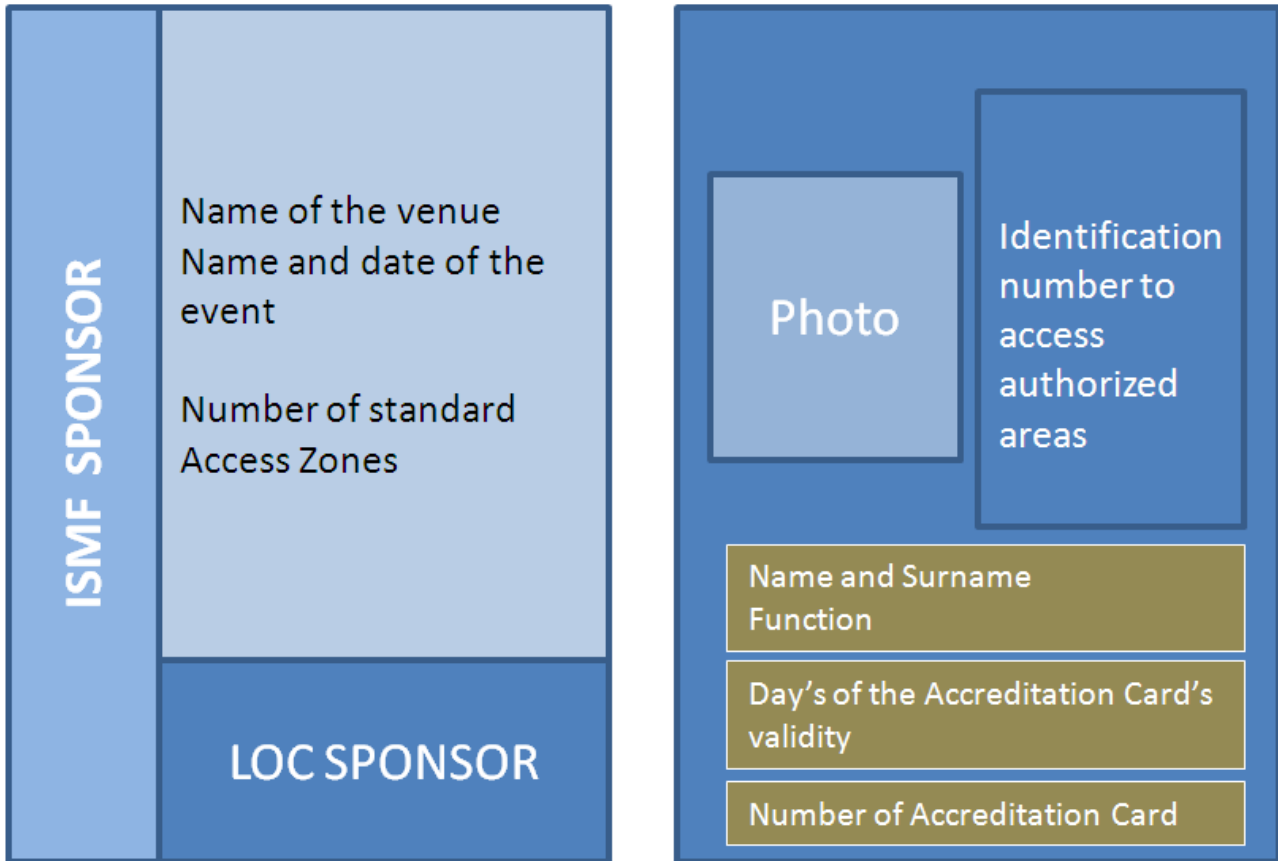 ISMF SPONSOR
Name of the venue
Name and date of the
event
Number of standard
Access Zones
LOC SPONSOR
Photo
Identification
number to
access
authorized
areas
Name and Surname
Function
Day's of the Accreditation Card's
validity
Number of Accreditation Card